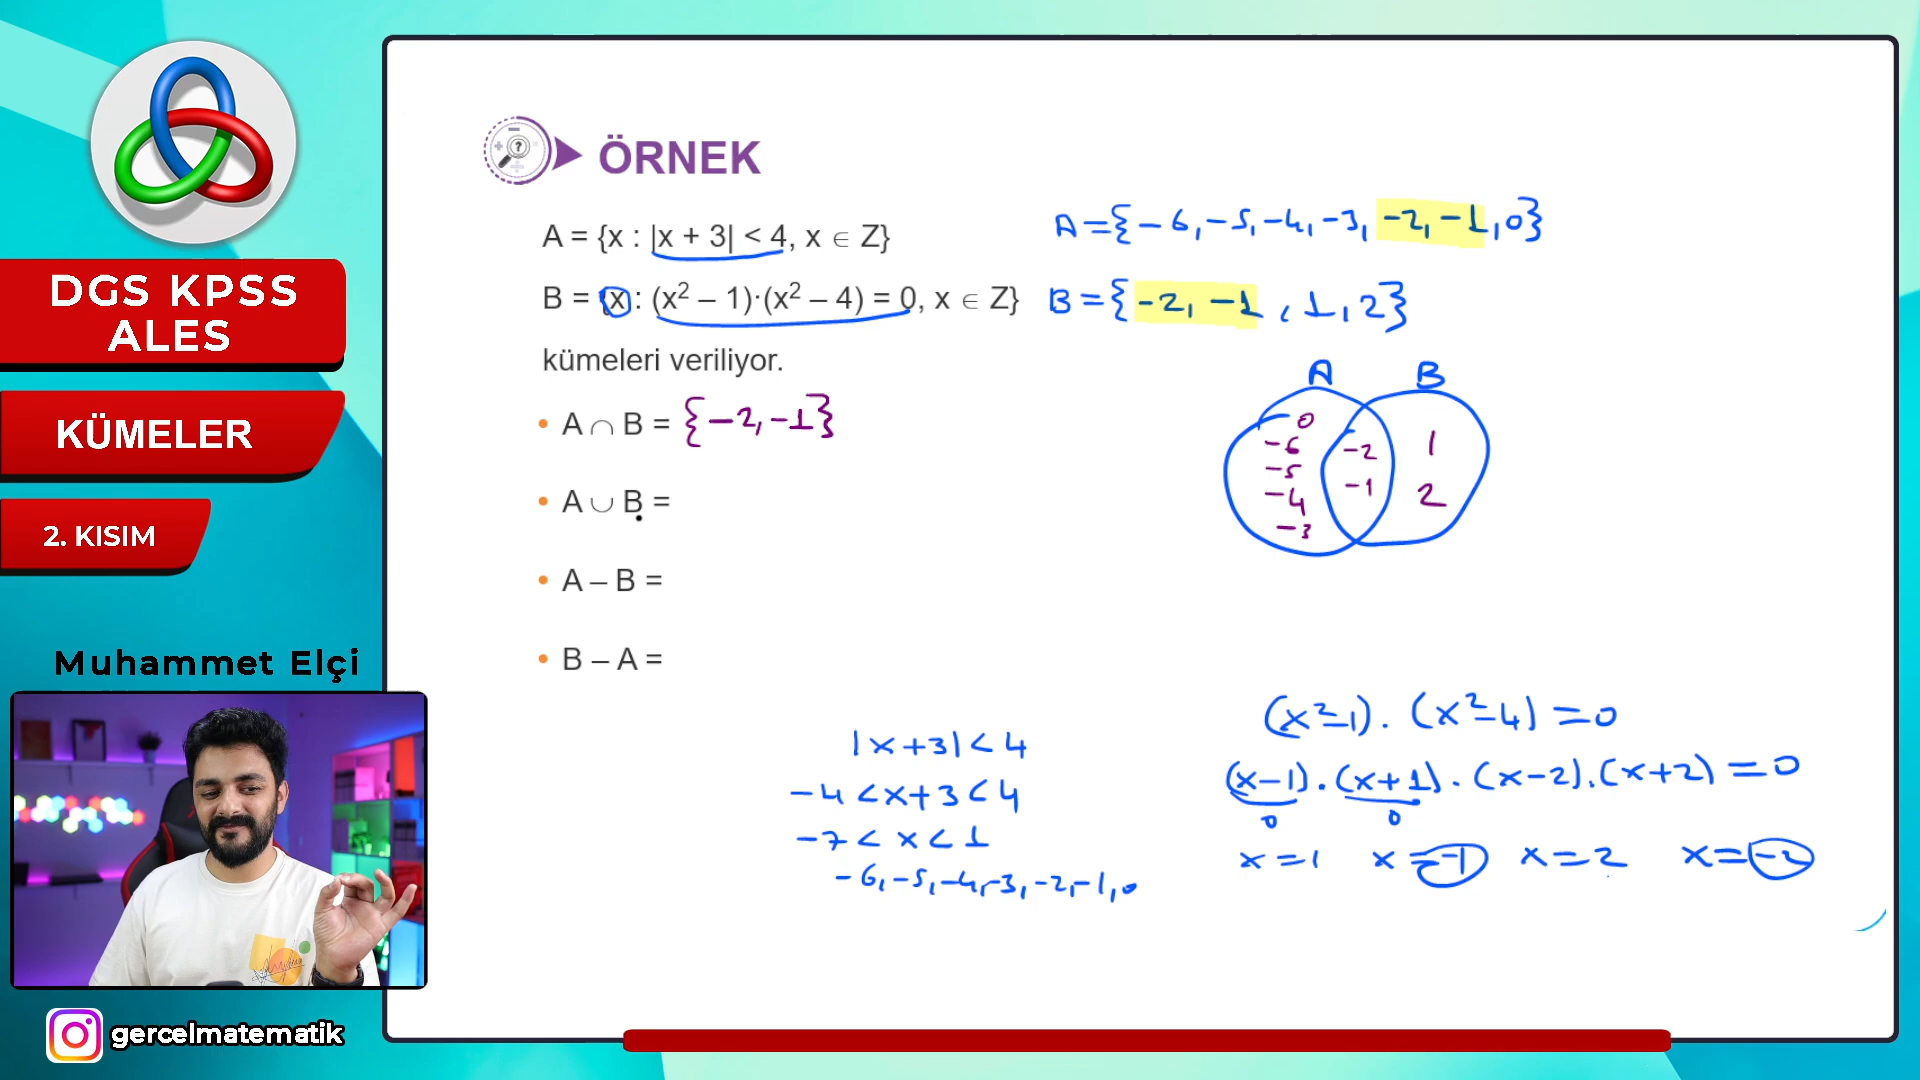 DGS KPSS
ALES
KÜMELER
2. KISIM
Muhammet Elçi
gercelmatematik
ÖRNEK
A = {x : |x + 3| < 4, x ∈ Z}
B = {x : (x² – 1)·(x² – 4) = 0, x ∈ Z}
kümeleri veriliyor.
• A ∩ B = {-2, -1}
• A ∪ B =
• A – B =
• B – A =
A = {-6, -5, -4, -3, -2, -1, 0}
B = {-2, -1, 1, 2}
A B
0
-6
-5
-4
-3
-2
-1
1
2
|x+3| < 4
-4 < x+3 < 4
-7 < x < 1
-6, -5, -4, -3, -2, -1, 0
(x²-1).(x²-4) = 0
(x-1).(x+1).(x-2).(x+2) = 0
0 0
x=1 x=-1 x=2 x=-2